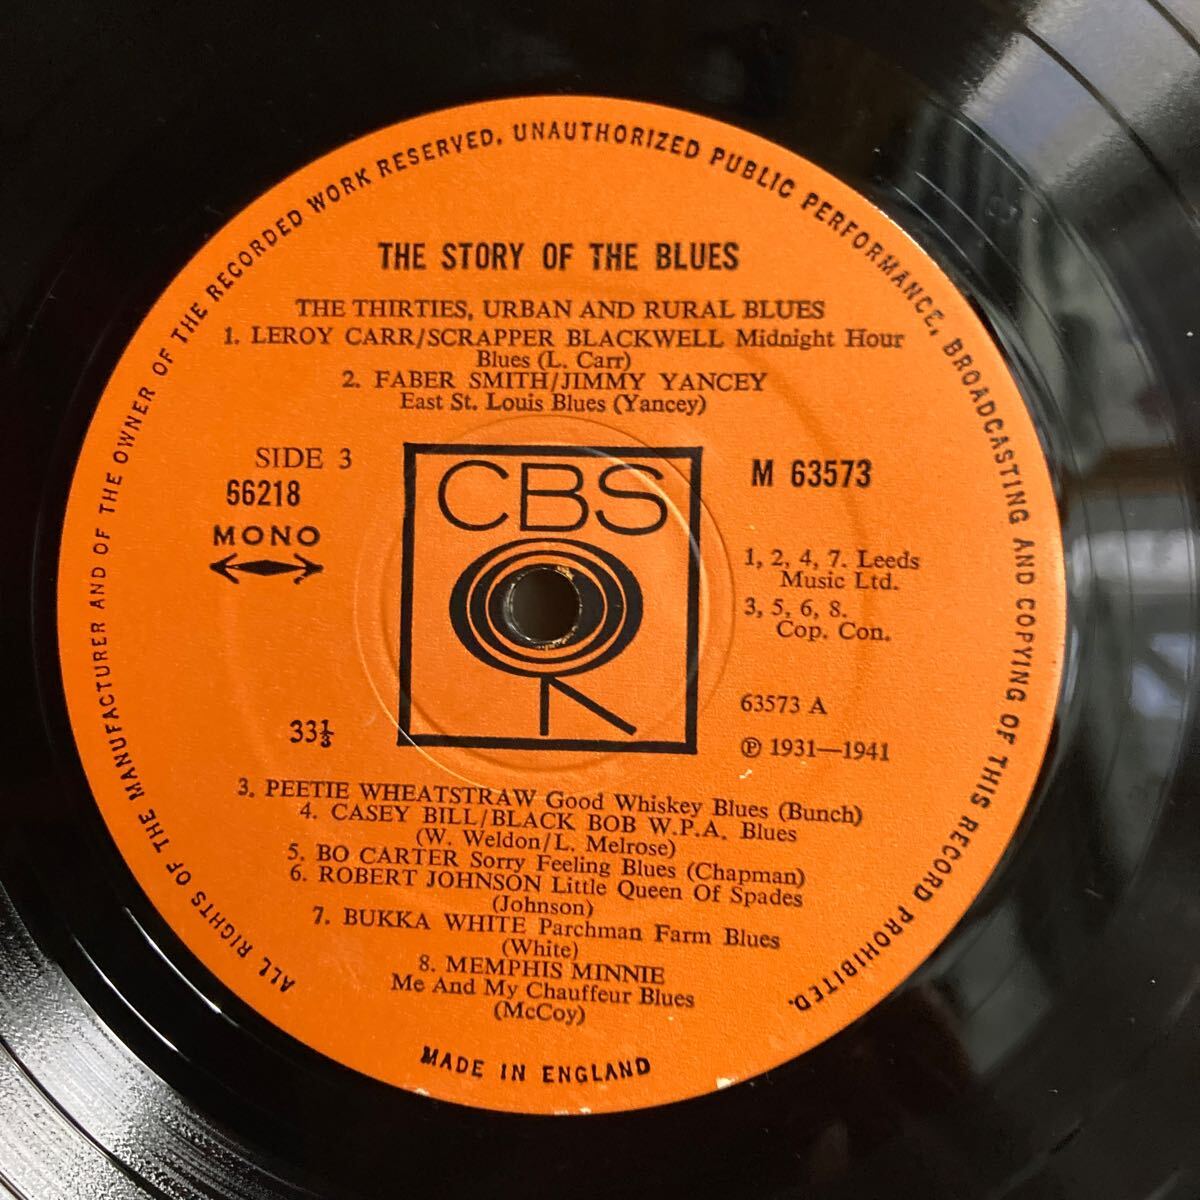 ALL RIGHTS OF THE MANUFACTURER AND OF THE OWNER OF THE RECORDED WORK RESERVED. UNAUTHORIZED PUBLIC PERFORMANCE, BROADCASTING AND COPYING OF THIS RECORD PROHIBITED.
THE STORY OF THE BLUES
THE THIRTIES, URBAN AND RURAL BLUES
1. LEROY CARR/SCRAPPER BLACKWELL Midnight Hour
Blues (L. Carr)
2. FABER SMITH/JIMMY YANCEY
East St. Louis Blues (Yancey)
SIDE 3
66218
MONO
33⅓
CBS
M 63573
1, 2, 4, 7. Leeds
Music Ltd.
3, 5, 6, 8.
Cop. Con.
63573 A
℗ 1931—1941
3. PEETIE WHEATSTRAW Good Whiskey Blues (Bunch)
4. CASEY BILL/BLACK BOB W.P.A. Blues
(W. Weldon/L. Melrose)
5. BO CARTER Sorry Feeling Blues (Chapman)
6. ROBERT JOHNSON Little Queen Of Spades
(Johnson)
7. BUKKA WHITE Parchman Farm Blues
(White)
8. MEMPHIS MINNIE
Me And My Chauffeur Blues
(McCoy)
MADE IN ENGLAND